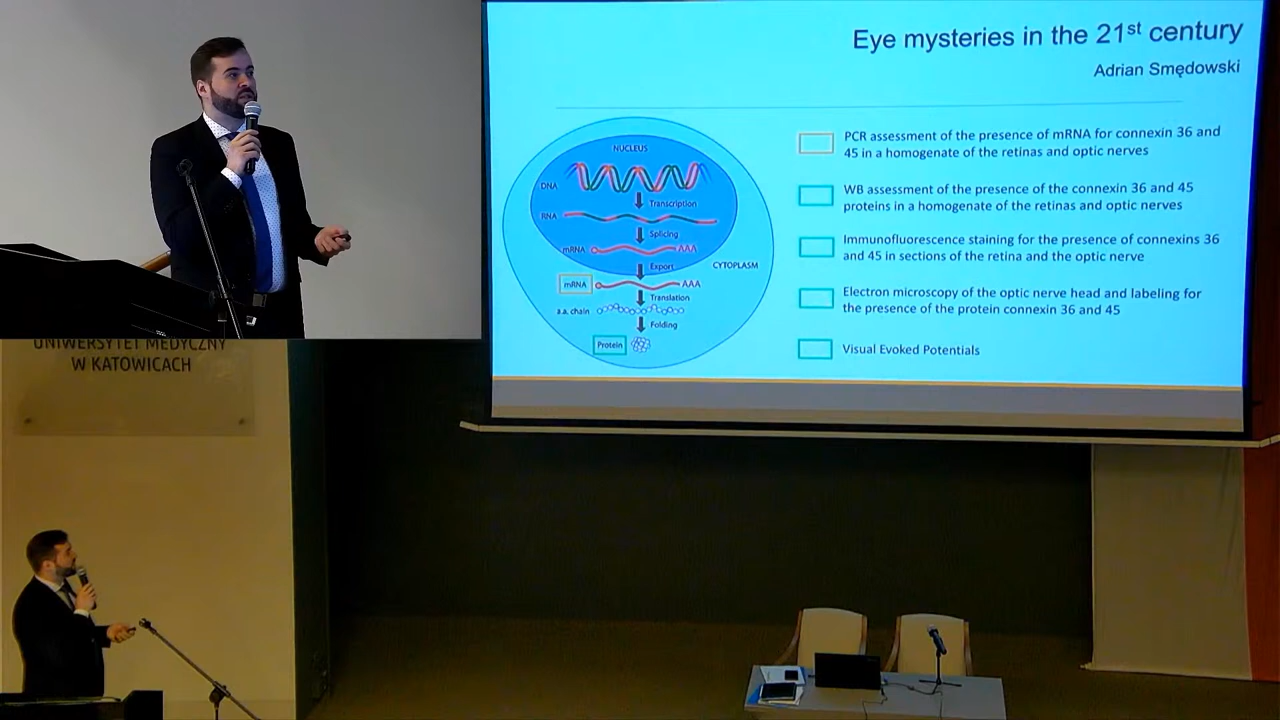 Eye mysteries in the 21st century
Adrian Smędowski
NUCLEUS
DNA
Transcription
RNA
Splicing
mRNA
AAA
Export
CYTOPLASM
mRNA
AAA
Translation
a.a. chain
Folding
Protein
PCR assessment of the presence of mRNA for connexin 36 and
45 in a homogenate of the retinas and optic nerves
WB assessment of the presence of the connexin 36 and 45
proteins in a homogenate of the retinas and optic nerves
Immunofluorescence staining for the presence of connexins 36
and 45 in sections of the retina and the optic nerve
Electron microscopy of the optic nerve head and labeling for
the presence of the protein connexin 36 and 45
Visual Evoked Potentials
UNIWERSYTET MEDYCZNY
W KATOWICACH